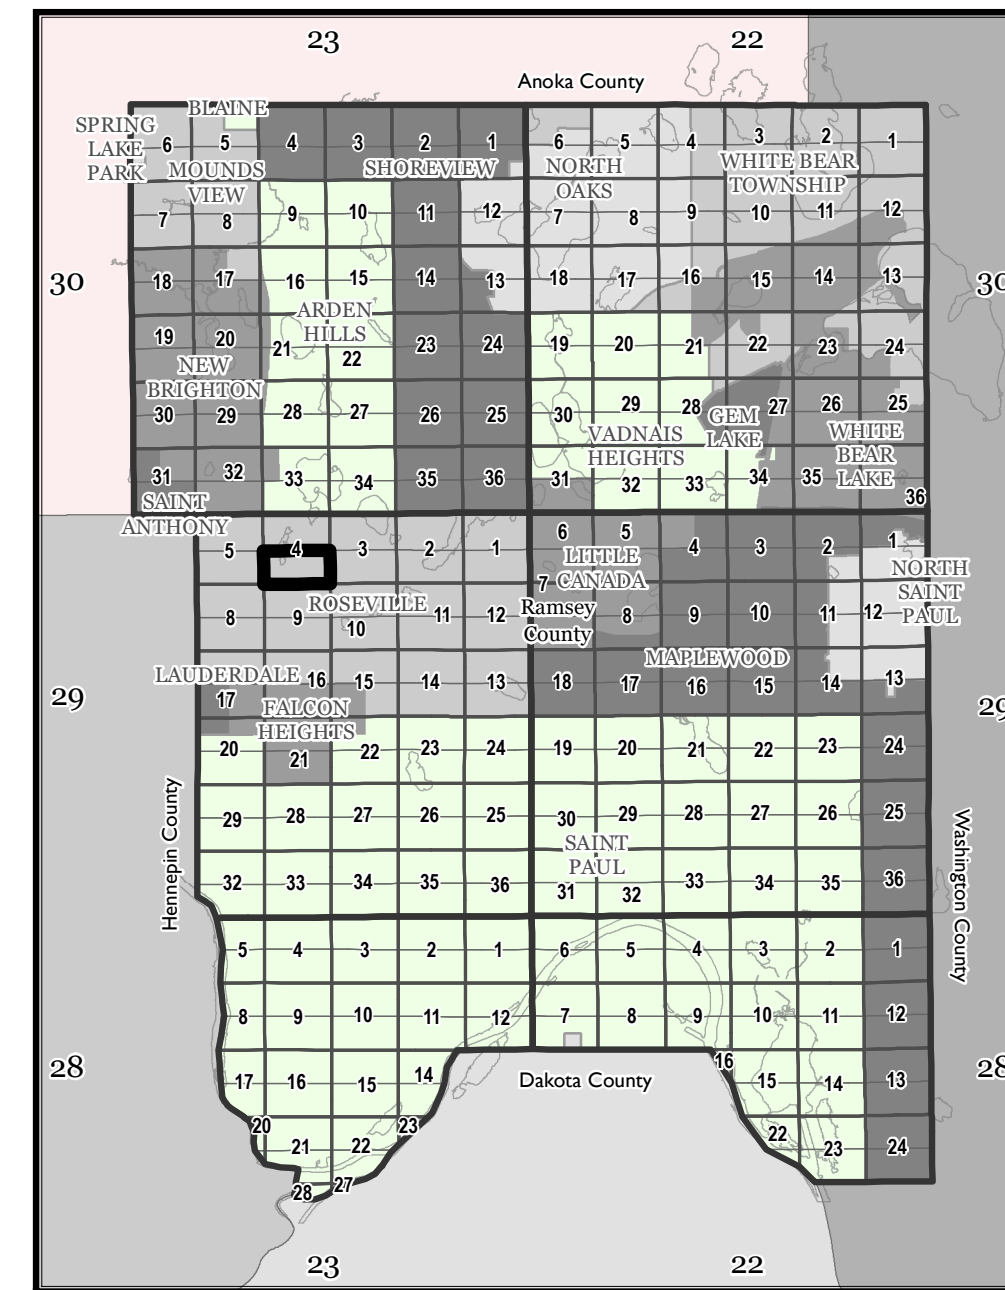 23 22
Anoka County
BLAINE
SPRING
LAKE
PARK
6 5 4 3 2 1 6 5 4 3 2 1
MOUNDS
VIEW
SHOREVIEW
NORTH
OAKS
WHITE BEAR
TOWNSHIP
7 8 9 10 11 12 7 8 9 10 11 12
30 18 17 16 15 14 13 18 17 16 15 14 13 30
ARDEN
HILLS
19 20 21 22 23 24 19 20 21 22 23 24
NEW
BRIGHTON
30 29 28 27 26 25 30 29 28 27 26 25
GEM
LAKE
VADNAIS
HEIGHTS
WHITE
BEAR
LAKE
31 32 33 34 35 36 31 32 33 34 35 36
SAINT
ANTHONY
5 4 3 2 1 6 5 4 3 2 1
LITTLE
CANADA
NORTH
SAINT
PAUL
ROSEVILLE
Ramsey
County
8 9 10 11 12 7 8 9 10 11 12
MAPLEWOOD
LAUDERDALE
29 17 16 15 14 13 18 17 16 15 14 13 29
FALCON
HEIGHTS
20 21 22 23 24 19 20 21 22 23 24
Hennepin County
29 28 27 26 25 30 29 28 27 26 25
Washington County
SAINT
PAUL
32 33 34 35 36 31 32 33 34 35 36
5 4 3 2 1 6 5 4 3 2 1
8 9 10 11 12 7 8 9 10 11 12
28 17 16 15 14 16 15 14 13 28
Dakota County
20 21 22 23 22 23 24
28 27
23 22